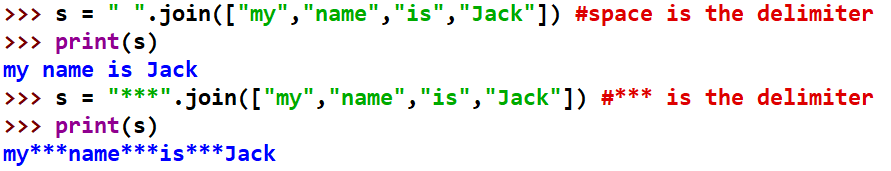 >>> s = " ".join(["my","name","is","Jack"]) #space is the delimiter
>>> print(s)
my name is Jack
>>> s = "***".join(["my","name","is","Jack"]) #*** is the delimiter
>>> print(s)
my***name***is***Jack